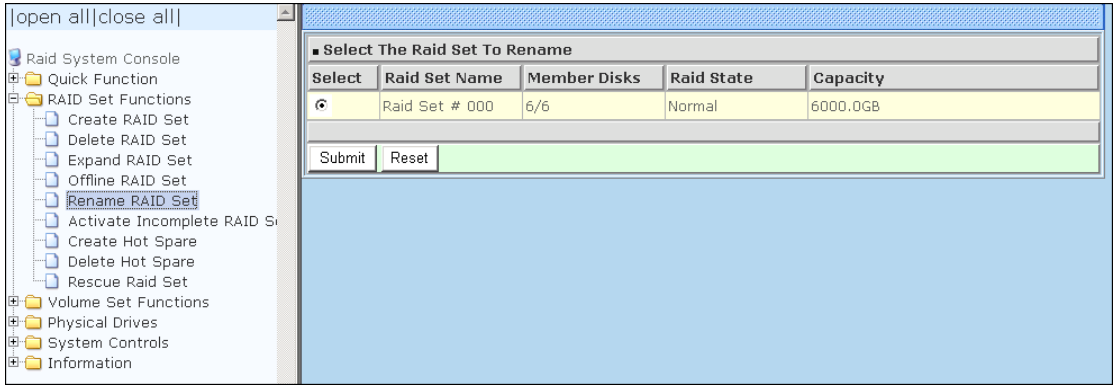 |open all|close all|
Raid System Console
Quick Function
RAID Set Functions
Create RAID Set
Delete RAID Set
Expand RAID Set
Offline RAID Set
Rename RAID Set
Activate Incomplete RAID S
Create Hot Spare
Delete Hot Spare
Rescue Raid Set
Volume Set Functions
Physical Drives
System Controls
Information
Select The Raid Set To Rename
Select Raid Set Name Member Disks Raid State Capacity
Raid Set # 000 6/6 Normal 6000.0GB
Submit Reset